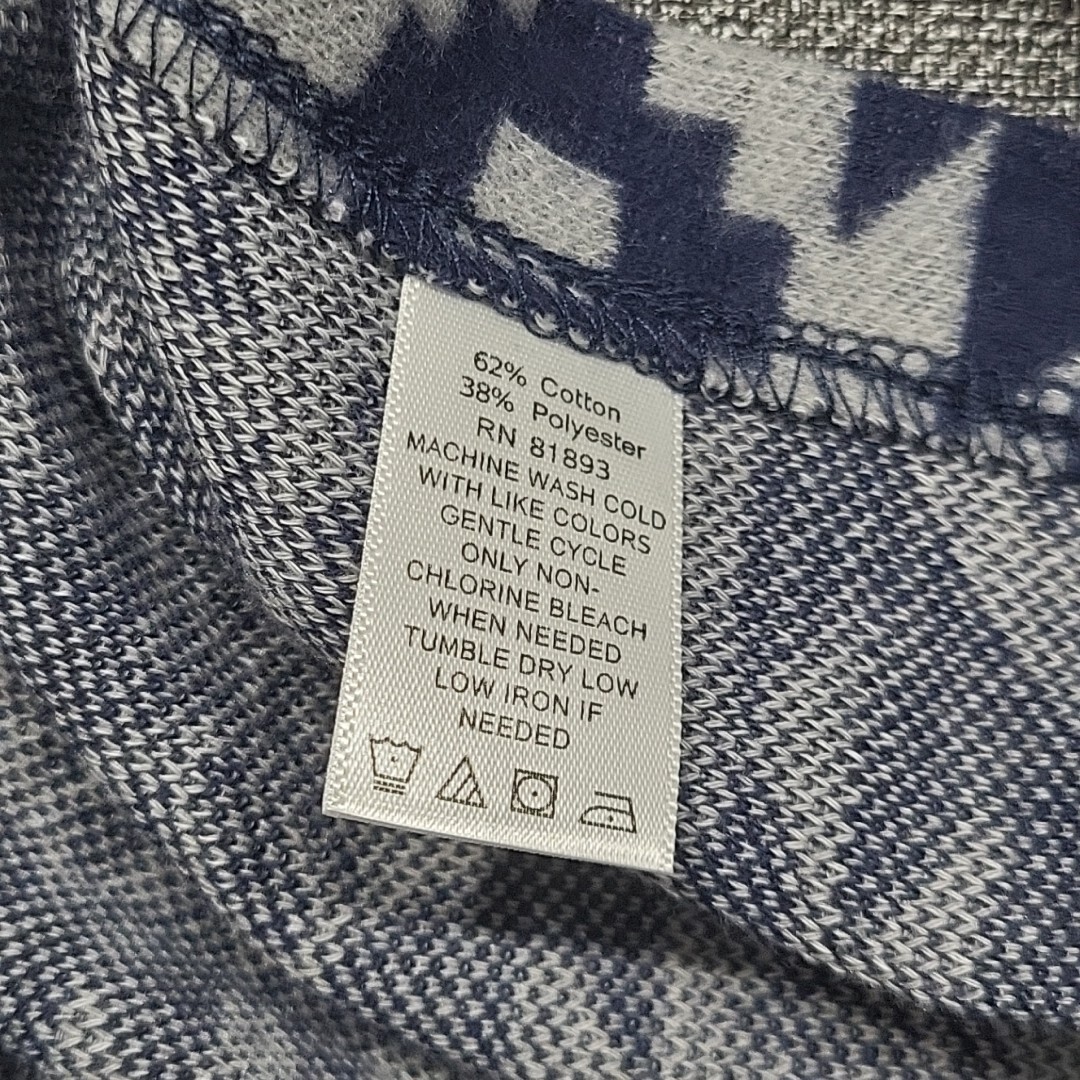 62% Cotton
38% Polyester
RN 81893
MACHINE WASH COLD
WITH LIKE COLORS
GENTLE CYCLE
ONLY NON-
CHLORINE BLEACH
WHEN NEEDED
TUMBLE DRY LOW
LOW IRON IF
NEEDED